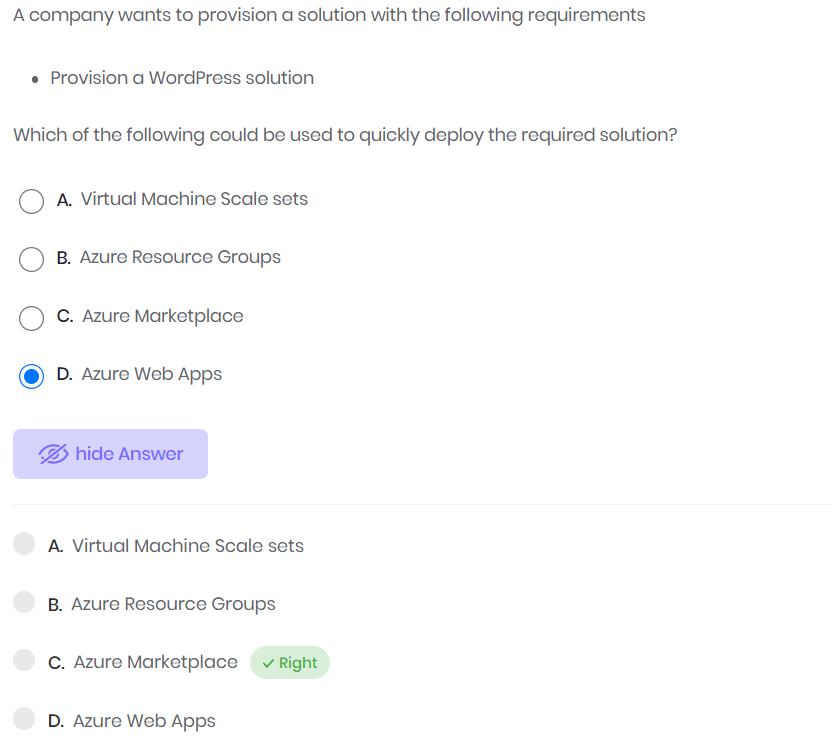 A company wants to provision a solution with the following requirements
• Provision a WordPress solution
Which of the following could be used to quickly deploy the required solution?
A. Virtual Machine Scale sets
B. Azure Resource Groups
C. Azure Marketplace
D. Azure Web Apps
hide Answer
A. Virtual Machine Scale sets
B. Azure Resource Groups
C. Azure Marketplace ✓ Right
D. Azure Web Apps